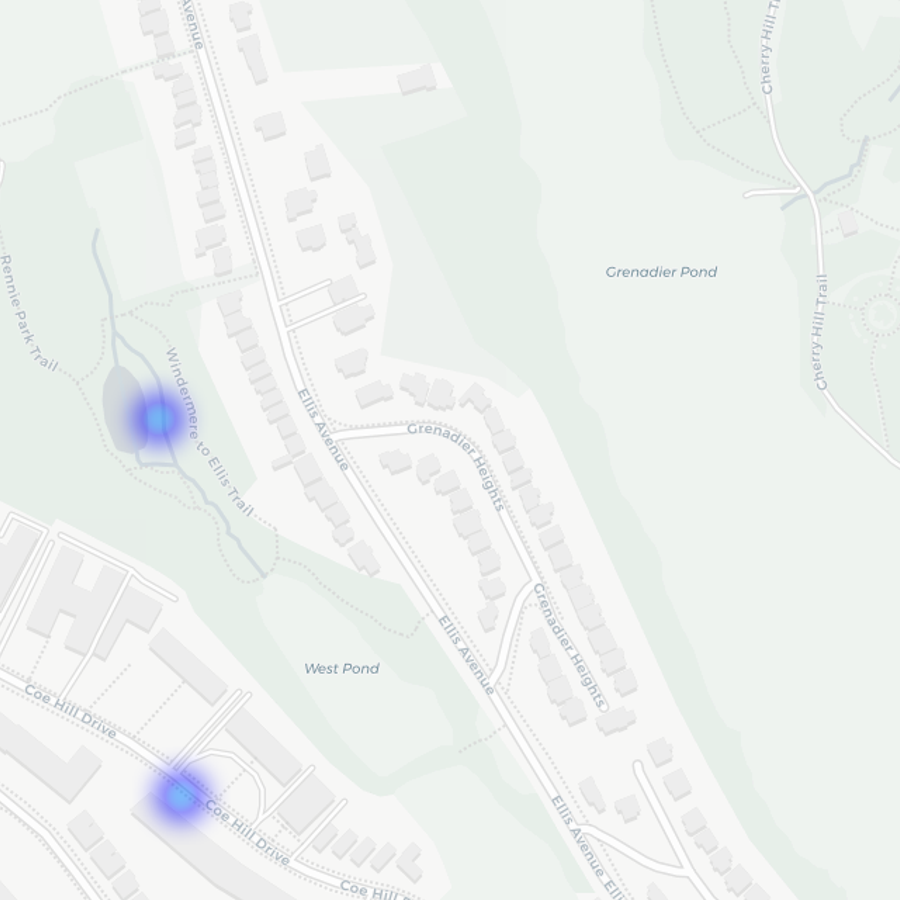 Avenue
Cherry Hill T
Grenadier Pond
Rennie Park Trail
Cherry Hill Trail
Windermere to Ellis Trail
Ellis Avenue
Grenadier Heights
Grenadier Heights
Ellis Avenue
West Pond
Coe Hill Drive
Coe Hill Drive
Ellis Avenue
Elli
Coe Hill